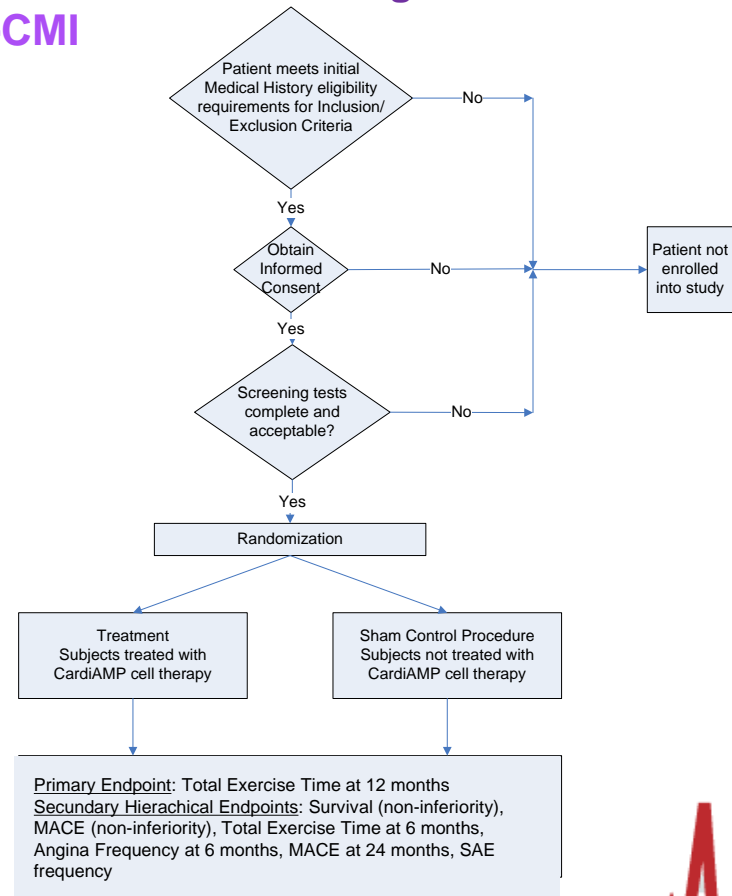 CMI
Patient meets initial
Medical History eligibility
requirements for Inclusion/
Exclusion Criteria
No
Yes
Obtain
Informed
Consent
No
Patient not
enrolled
into study
Yes
Screening tests
complete and
acceptable?
No
Yes
Randomization
Treatment
Subjects treated with
CardiAMP cell therapy
Sham Control Procedure
Subjects not treated with
CardiAMP cell therapy
Primary Endpoint: Total Exercise Time at 12 months
Secundary Hierachical Endpoints: Survival (non-inferiority),
MACE (non-inferiority), Total Exercise Time at 6 months,
Angina Frequency at 6 months, MACE at 24 months, SAE
frequency